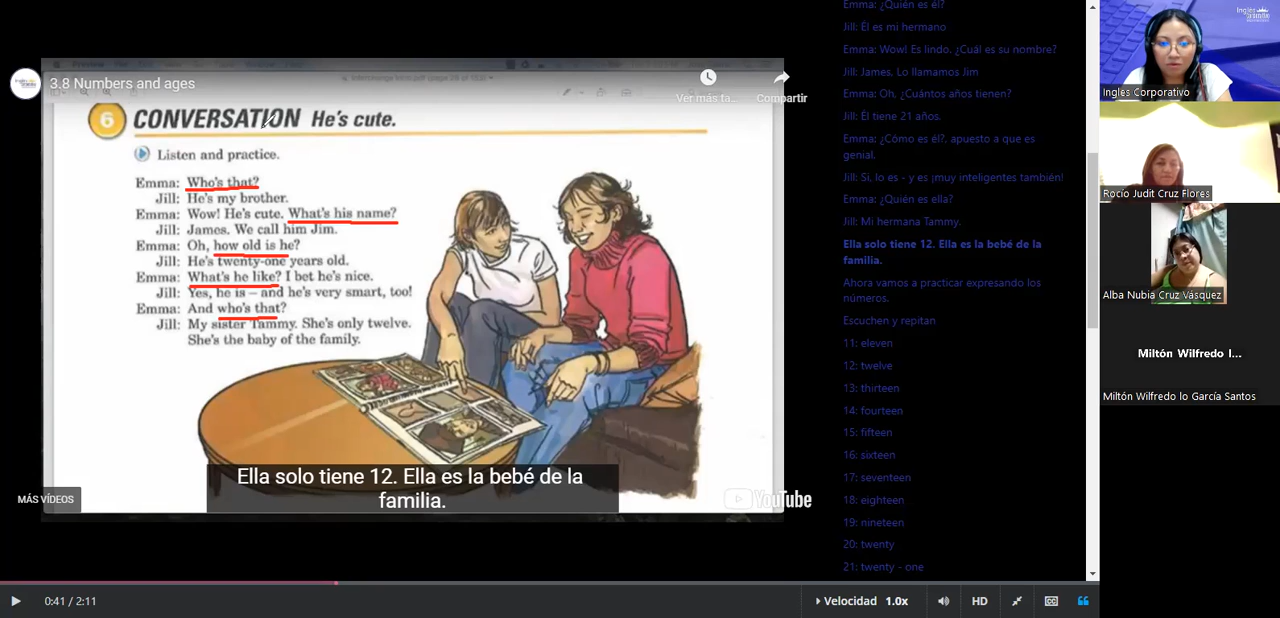 3.8 Numbers and ages
Ver más ta...
Compartir
6 CONVERSATION He's cute.
Listen and practice.
Emma: Who's that?
Jill: He's my brother.
Emma: Wow! He's cute. What's his name?
Jill: James. We call him Jim.
Emma: Oh, how old is he?
Jill: He's twenty-one years old.
Emma: What's he like? I bet he's nice.
Jill: Yes, he is – and he's very smart, too!
Emma: And who's that?
Jill: My sister Tammy. She's only twelve.
She's the baby of the family.
Ella solo tiene 12. Ella es la bebé de la
familia.
MÁS VÍDEOS
YouTube
0:41 / 2:11
Velocidad 1.0x
HD
CC
Emma: ¿Quién es él?
Jill: Él es mi hermano
Emma: Wow! Es lindo. ¿Cuál es su nombre?
Jill: James. Lo llamamos Jim
Emma: Oh. ¿Cuántos años tienen?
Jill: Él tiene 21 años.
Emma: ¿Cómo es él?. apuesto a que es
genial.
Jill: Si, lo es - y es ¡muy inteligentes también!
Emma: ¿Quién es ella?
Jill: Mi hermana Tammy.
Ella solo tiene 12. Ella es la bebé de la
familia.
Ahora vamos a practicar expresando los
números.
Escuchen y repitan
11: eleven
12: twelve
13: thirteen
14: fourteen
15: fifteen
16: sixteen
17: seventeen
18: eighteen
19: nineteen
20: twenty
21: twenty - one
Ingles Corporativo
Rocío Judit Cruz Flores
Alba Nubia Cruz Vásquez
Miltón Wilfredo l...
Miltón Wilfredo lo García Santos